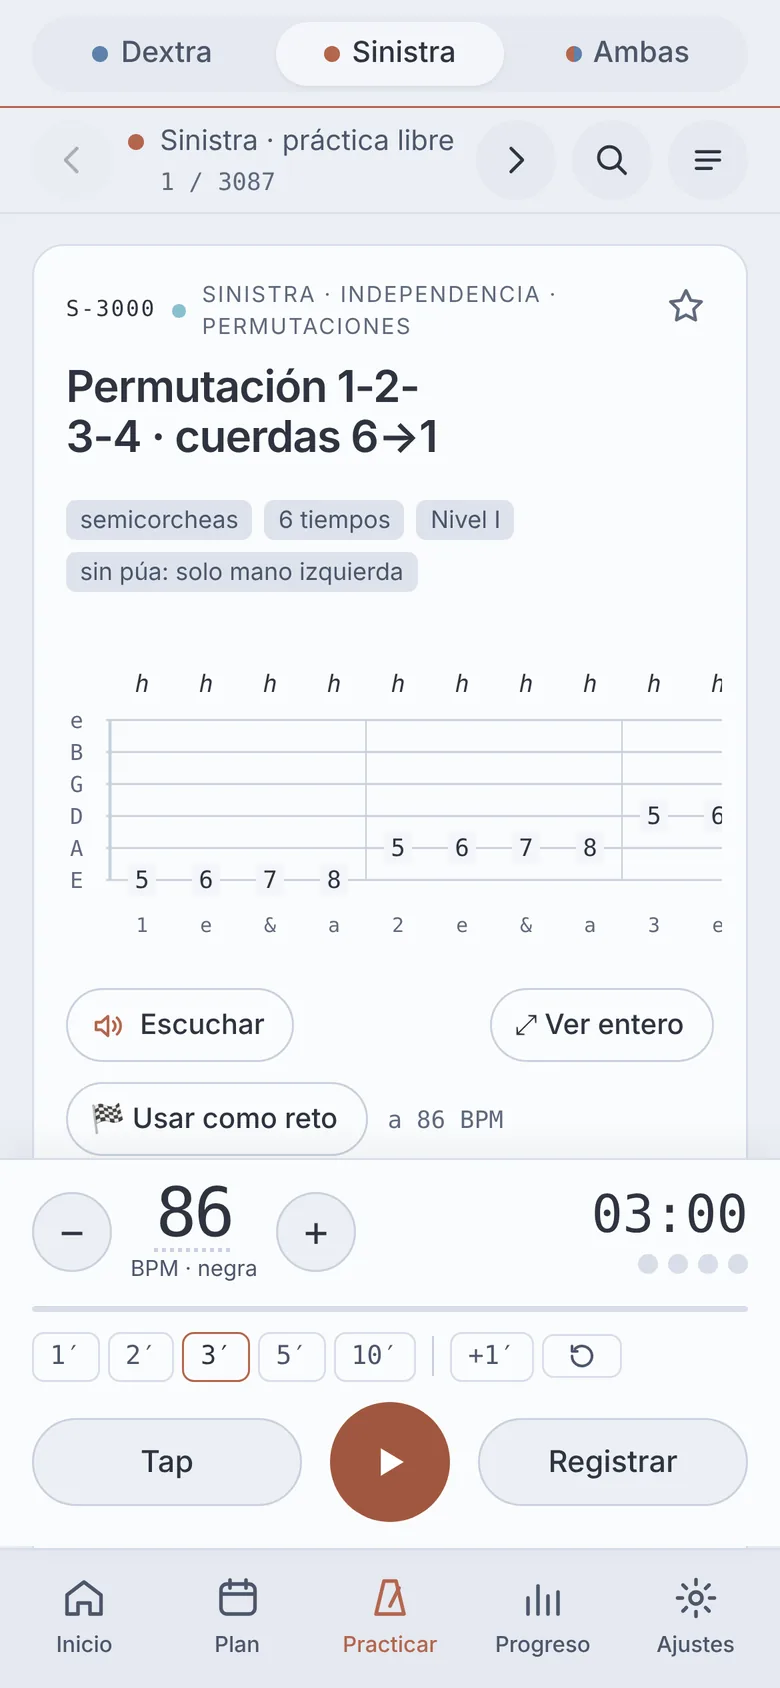 Dextra
Sinistra
Ambas
Sinistra · práctica libre
1 / 3087
S-3000
SINISTRA · INDEPENDENCIA ·
PERMUTACIONES
Permutación 1-2-
3-4 · cuerdas 6→1
semicorcheas
6 tiempos
Nivel I
sin púa: solo mano izquierda
h h h h h h h h h h
e
B
G
D 5 6
A 5 6 7 8
E 5 6 7 8
1 e & a 2 e & a 3 e
Escuchar
Ver entero
Usar como reto
a 86 BPM
− 86 +
BPM · negra
03:00
1′ 2′ 3′ 5′ 10′ +1′
Tap
Registrar
Inicio
Plan
Practicar
Progreso
Ajustes